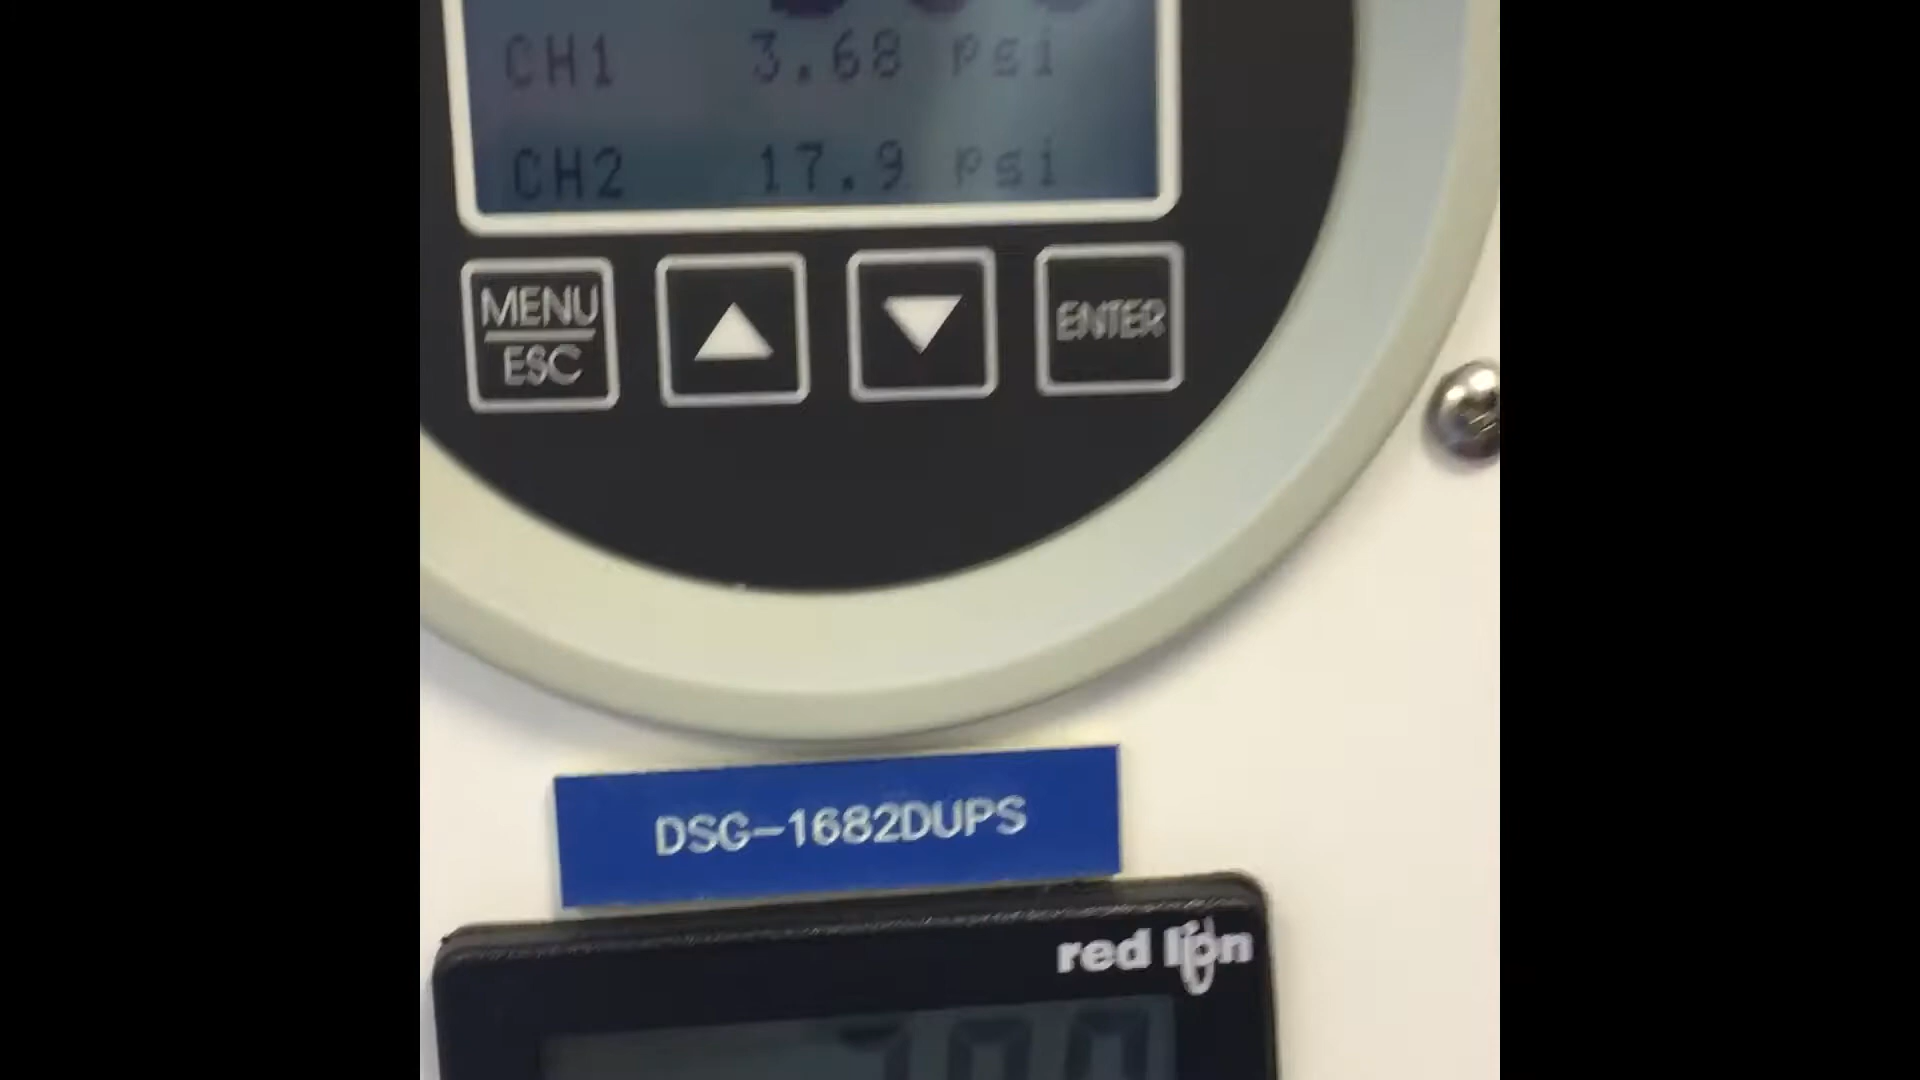 CH1 3.68 psi
CH2 17.9 psi
MENU
ESC
ENTER
DSG-1682DUPS
red lion